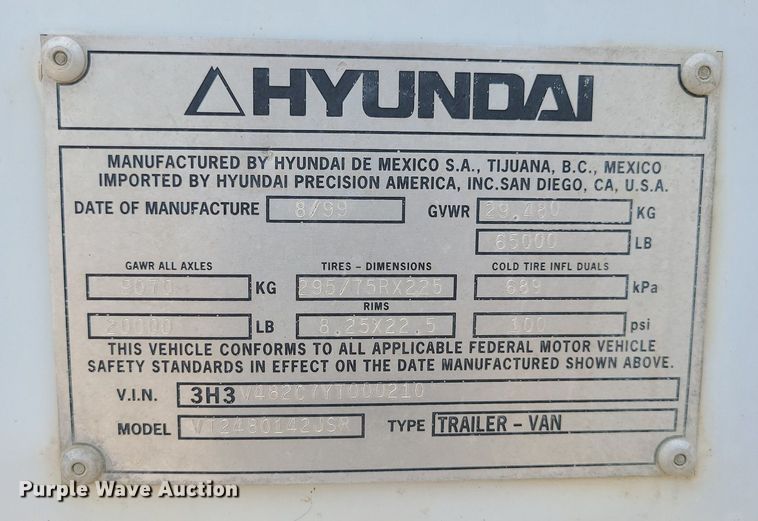 HYUNDAI
MANUFACTURED BY HYUNDAI DE MEXICO S.A., TIJUANA, B.C., MEXICO
IMPORTED BY HYUNDAI PRECISION AMERICA, INC.SAN DIEGO, CA, U.S.A.
DATE OF MANUFACTURE 8/99 GVWR 29,480 KG
65000 LB
GAWR ALL AXLES TIRES - DIMENSIONS COLD TIRE INFL DUALS
9070 KG 295/75RX225 689 kPa
RIMS
20000 LB 8.25X22.5 100 psi
THIS VEHICLE CONFORMS TO ALL APPLICABLE FEDERAL MOTOR VEHICLE
SAFETY STANDARDS IN EFFECT ON THE DATE MANUFACTURED SHOWN ABOVE.
V.I.N. 3H3V482C7YT000210
MODEL TYPE TRAILER - VAN
Purple Wave Auction